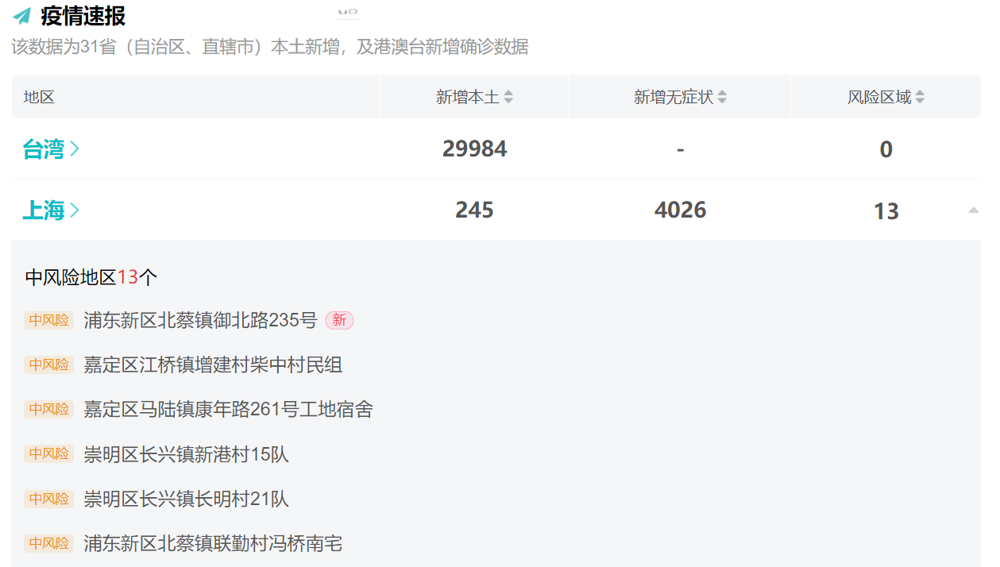 疫情速报
该数据为31省（自治区、直辖市）本土新增，及港澳台新增确诊数据
地区 新增本土 新增无症状 风险区域
台湾 29984 - 0
上海 245 4026 13
中风险地区13个
中风险 浦东新区北蔡镇御北路235号 新
中风险 嘉定区江桥镇增建村柴中村民组
中风险 嘉定区马陆镇康年路261号工地宿舍
中风险 崇明区长兴镇新港村15队
中风险 崇明区长兴镇长明村21队
中风险 浦东新区北蔡镇联勤村冯桥南宅